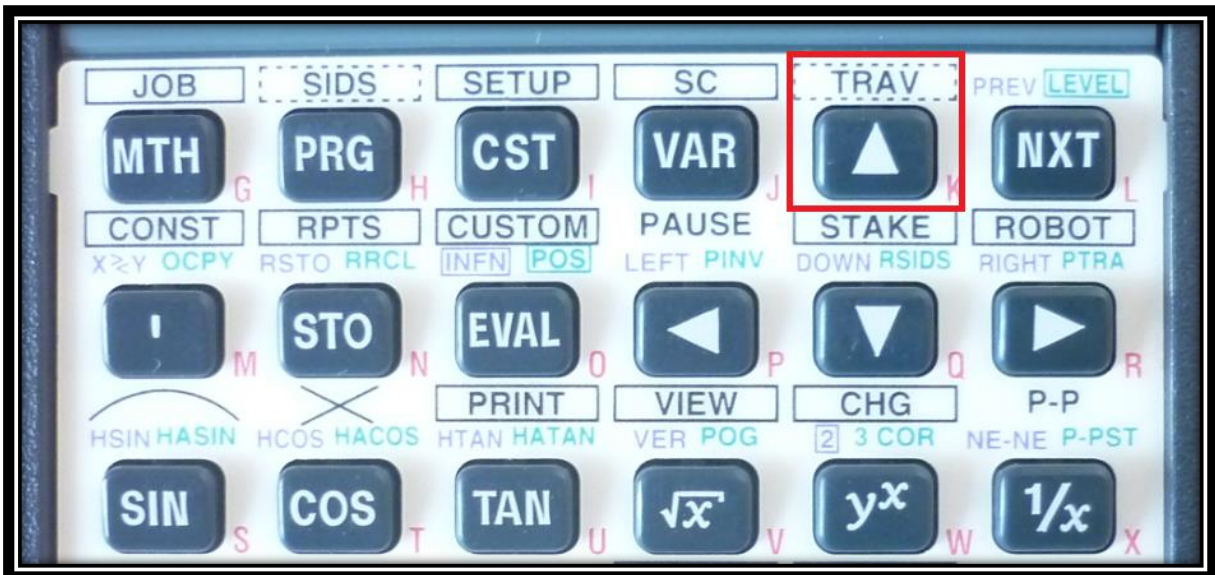 JOB SIDS SETUP SC TRAV PREV LEVEL
MTH PRG CST VAR ▲ NXT
G H I J K L
CONST RPTS CUSTOM PAUSE STAKE ROBOT
X≷Y OCPY RSTO RRCL INFN POS LEFT PINV DOWN RSIDS RIGHT PTRA
' STO EVAL ◀ ▼ ▶
M N O P Q R
PRINT VIEW CHG P-P
HSIN HASIN HCOS HACOS HTAN HATAN VER POG 2 3 COR NE-NE P-PST
SIN COS TAN √x yˣ 1/x
S T U V W X